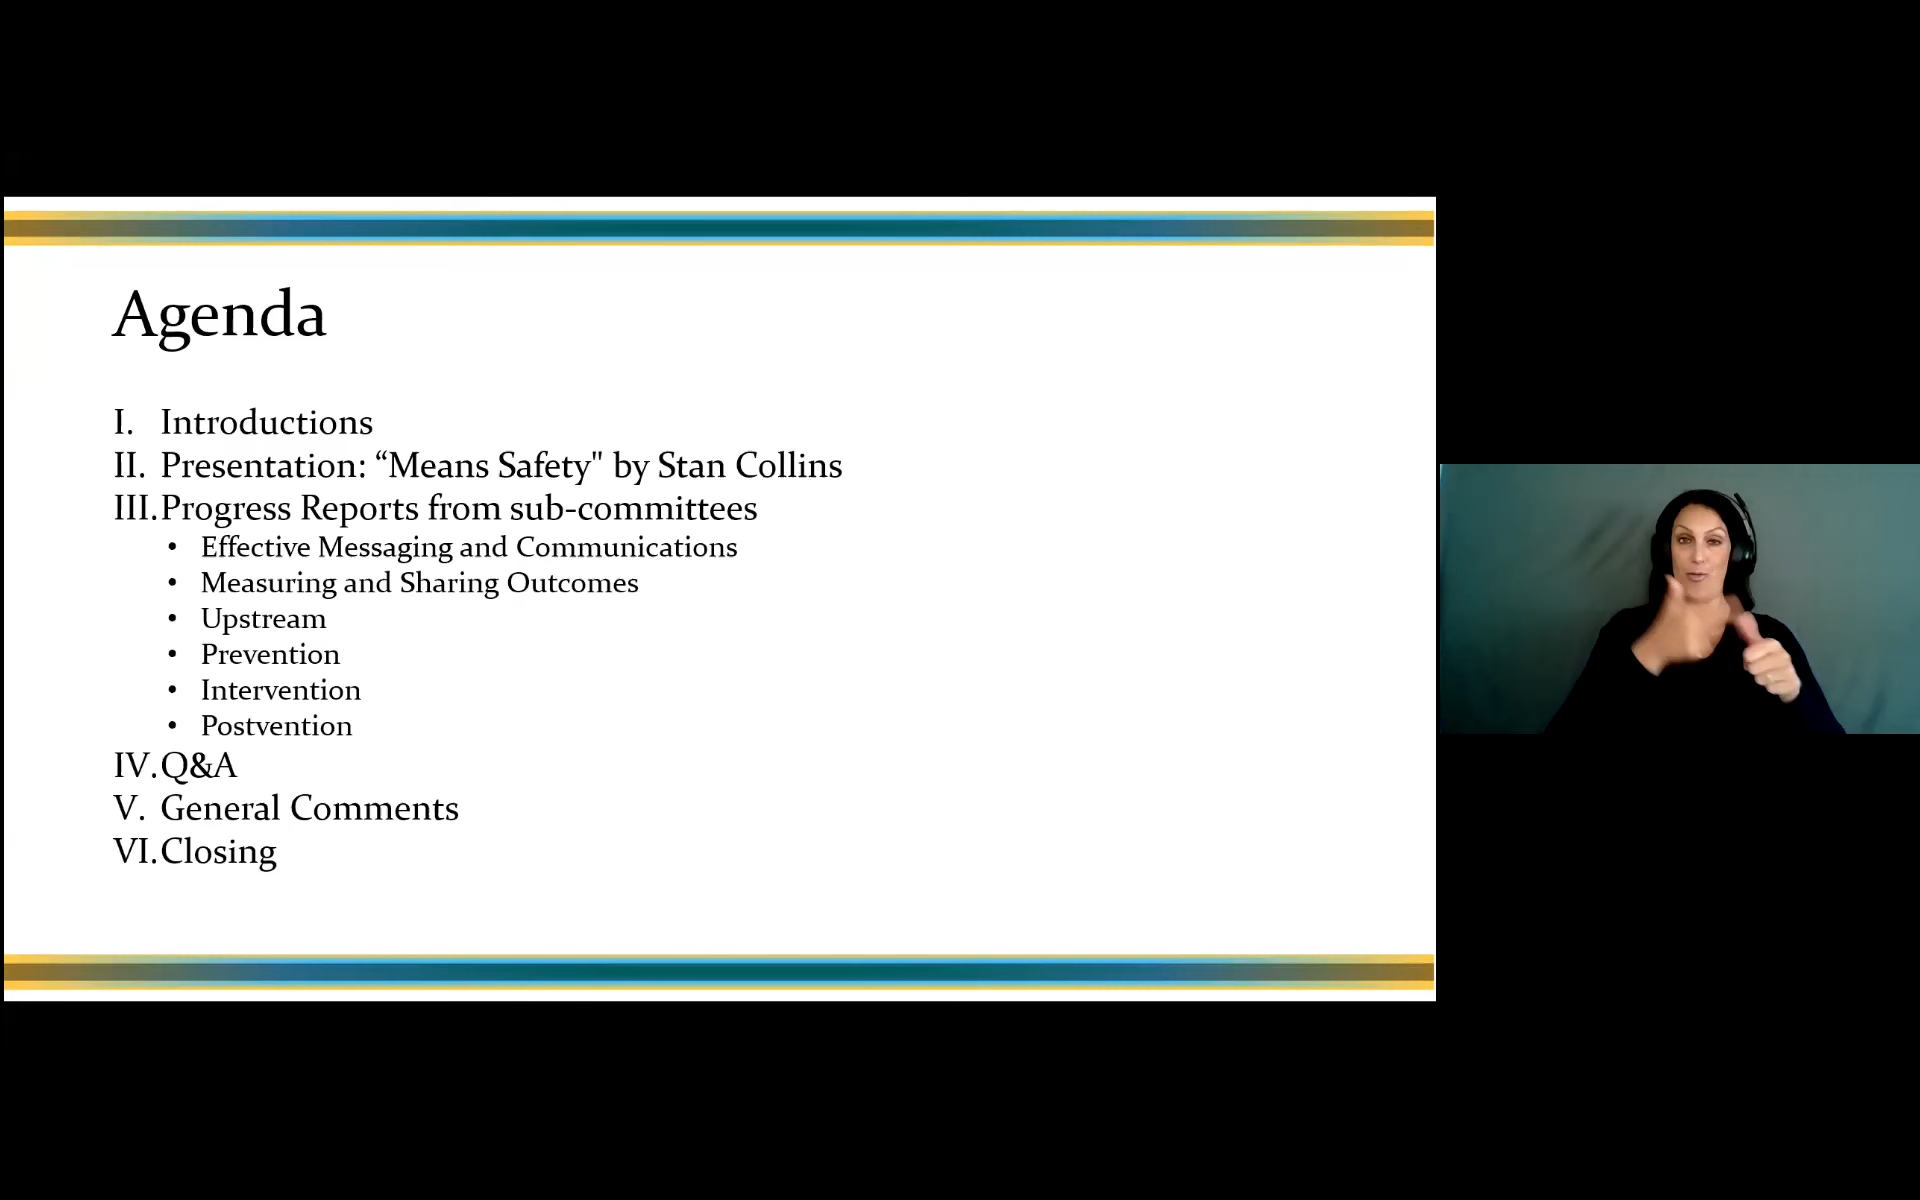 Agenda
I. Introductions
II. Presentation: “Means Safety" by Stan Collins
III. Progress Reports from sub-committees
• Effective Messaging and Communications
• Measuring and Sharing Outcomes
• Upstream
• Prevention
• Intervention
• Postvention
IV. Q&A
V. General Comments
VI. Closing